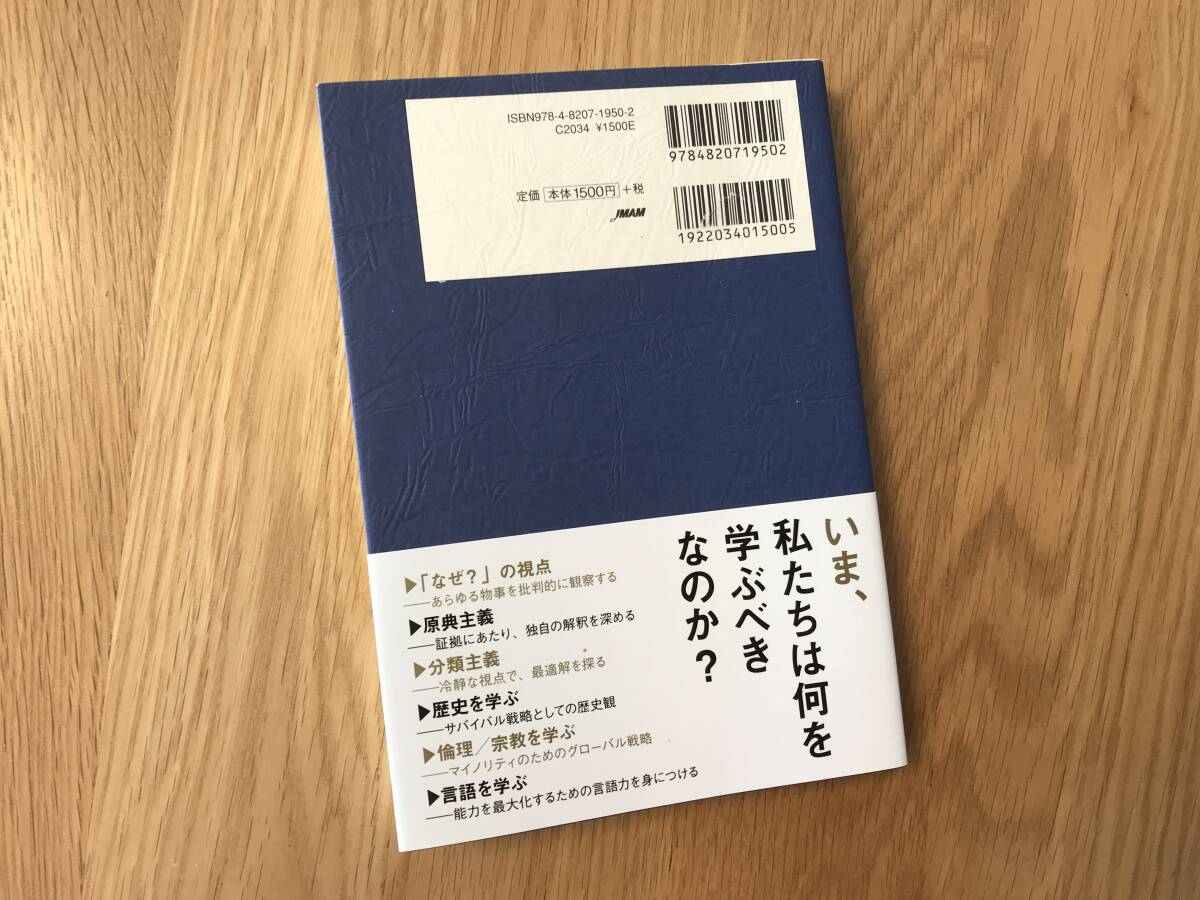 ISBN978-4-8207-1950-2
C2034 ¥1500E
9784820719502
定価 本体1500円+税
JMAM
1922034015005
いま、
私たちは何を
学ぶべき
なのか？
▶「なぜ？」の視点
——あらゆる物事を批判的に観察する
▶原典主義
——証拠にあたり、独自の解釈を深める
▶分類主義
——冷静な視点で、最適解を探る
▶歴史を学ぶ
——サバイバル戦略としての歴史観
▶倫理／宗教を学ぶ
——マイノリティのためのグローバル戦略
▶言語を学ぶ
——能力を最大化するための言語力を身につける